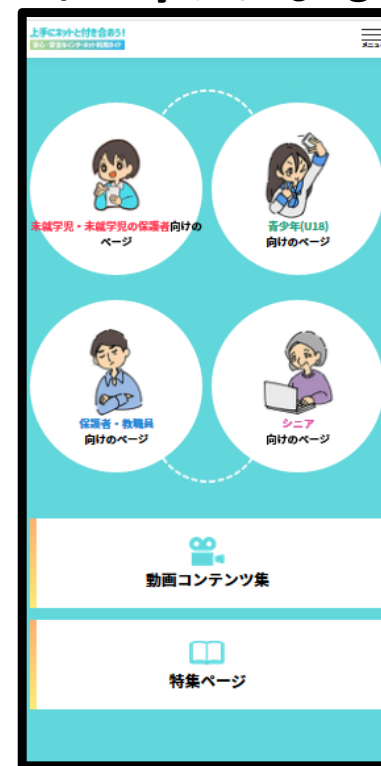 上手にネットと付き合おう!
安心・安全なインターネット利用ガイド
メニュー
未就学児・未就学児の保護者向けの
ページ
青少年(U18)
向けのページ
保護者・教職員
向けのページ
シニア
向けのページ
動画コンテンツ集
特集ページ